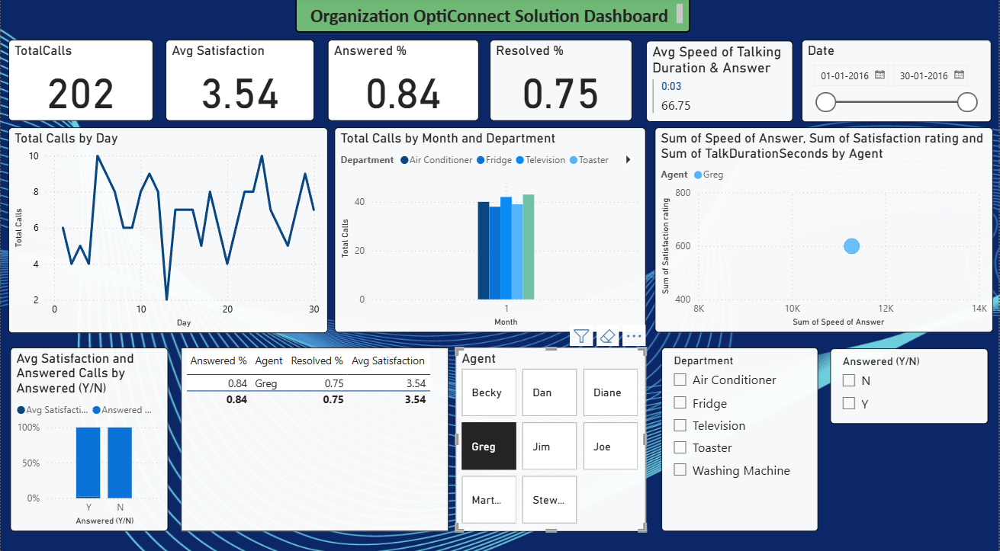 Organization OptiConnect Solution Dashboard
TotalCalls
202
Avg Satisfaction
3.54
Answered %
0.84
Resolved %
0.75
Avg Speed of Talking
Duration & Answer
0:03
66.75
Date
01-01-2016 30-01-2016
Total Calls by Day
Total Calls
10
8
6
4
2
0 10 20 30
Day
Total Calls by Month and Department
Department Air Conditioner Fridge Television Toaster
Total Calls
40
20
0
1
Month
Sum of Speed of Answer, Sum of Satisfaction rating and
Sum of TalkDurationSeconds by Agent
Agent Greg
Sum of Satisfaction rating
800
600
400
8K 10K 12K 14K
Sum of Speed of Answer
Avg Satisfaction and
Answered Calls by
Answered (Y/N)
Avg Satisfacti... Answered ...
100%
50%
0%
Y N
Answered (Y/N)
Answered % Agent Resolved % Avg Satisfaction
0.84 Greg 0.75 3.54
0.84 0.75 3.54
Agent
Becky Dan Diane
Greg Jim Joe
Mart... Stew...
Department
Air Conditioner
Fridge
Television
Toaster
Washing Machine
Answered (Y/N)
N
Y